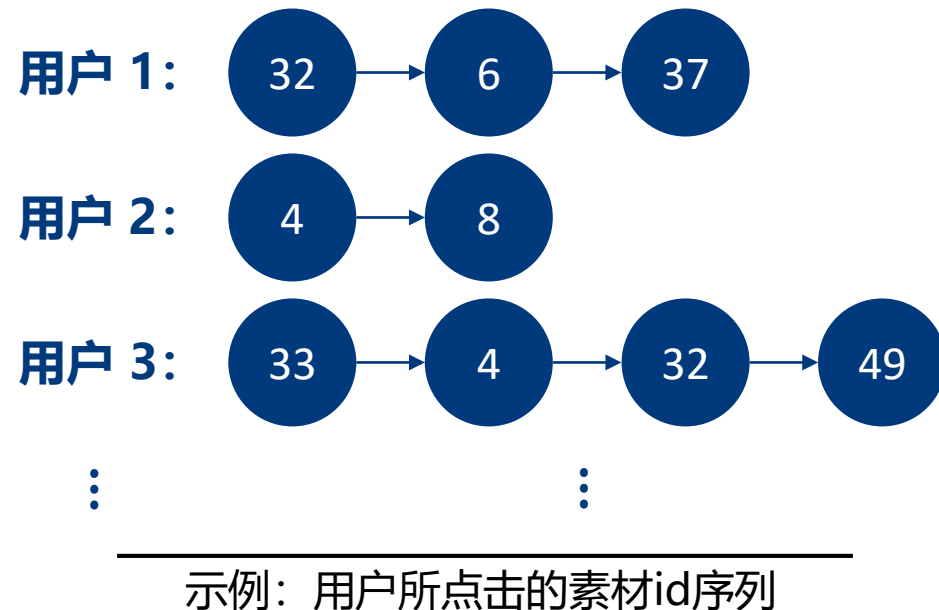 用户 1： 32 6 37
用户 2： 4 8
用户 3： 33 4 32 49
⋮ ⋮
示例：用户所点击的素材id序列